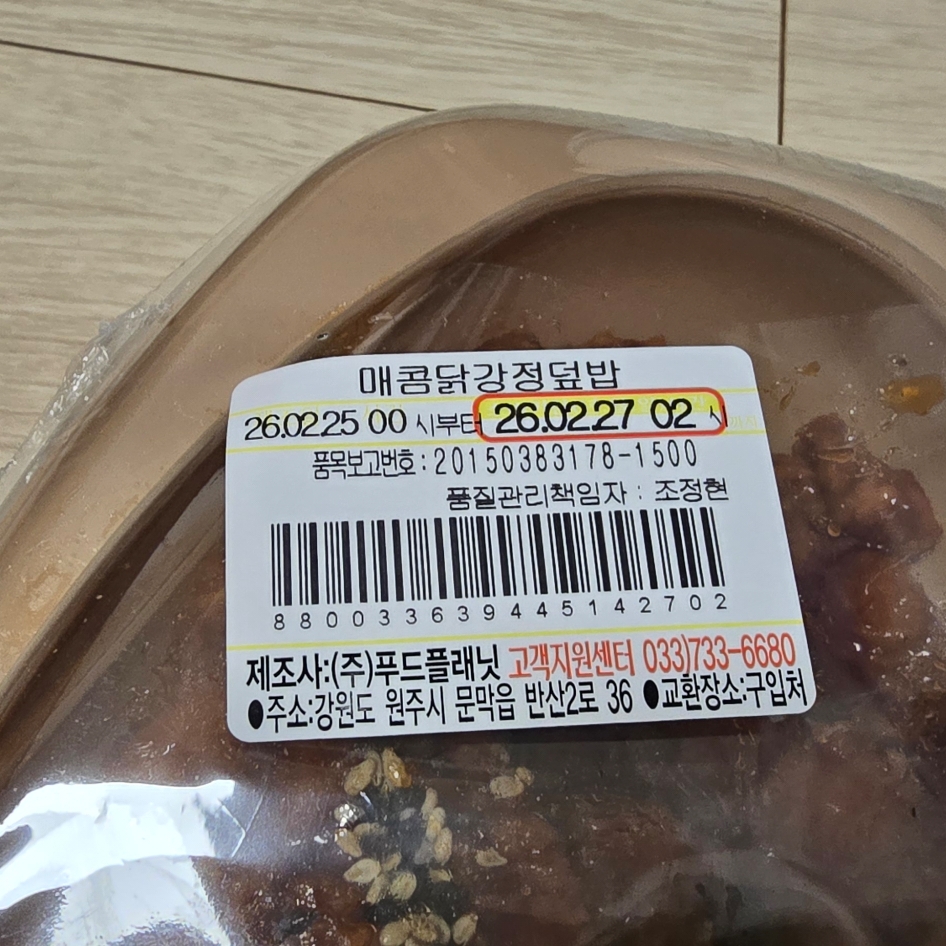 매콤닭강정덮밥
26.02.25 00 시부터 26.02.27 02 시까지
품목보고번호:20150383178-1500
품질관리책임자 : 조정현
880033639445142702
제조사:(주)푸드플래닛 고객지원센터 033)733-6680
●주소:강원도 원주시 문막읍 반산2로 36 ●교환장소:구입처